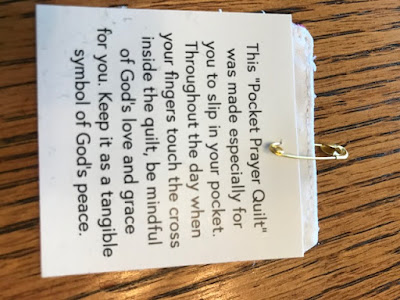 This "Pocket Prayer Quilt"
was made especially for
you to slip in your pocket.
Throughout the day when
your fingers touch the cross
inside the quilt, be mindful
of God's love and grace
for you. Keep it as a tangible
symbol of God's peace.